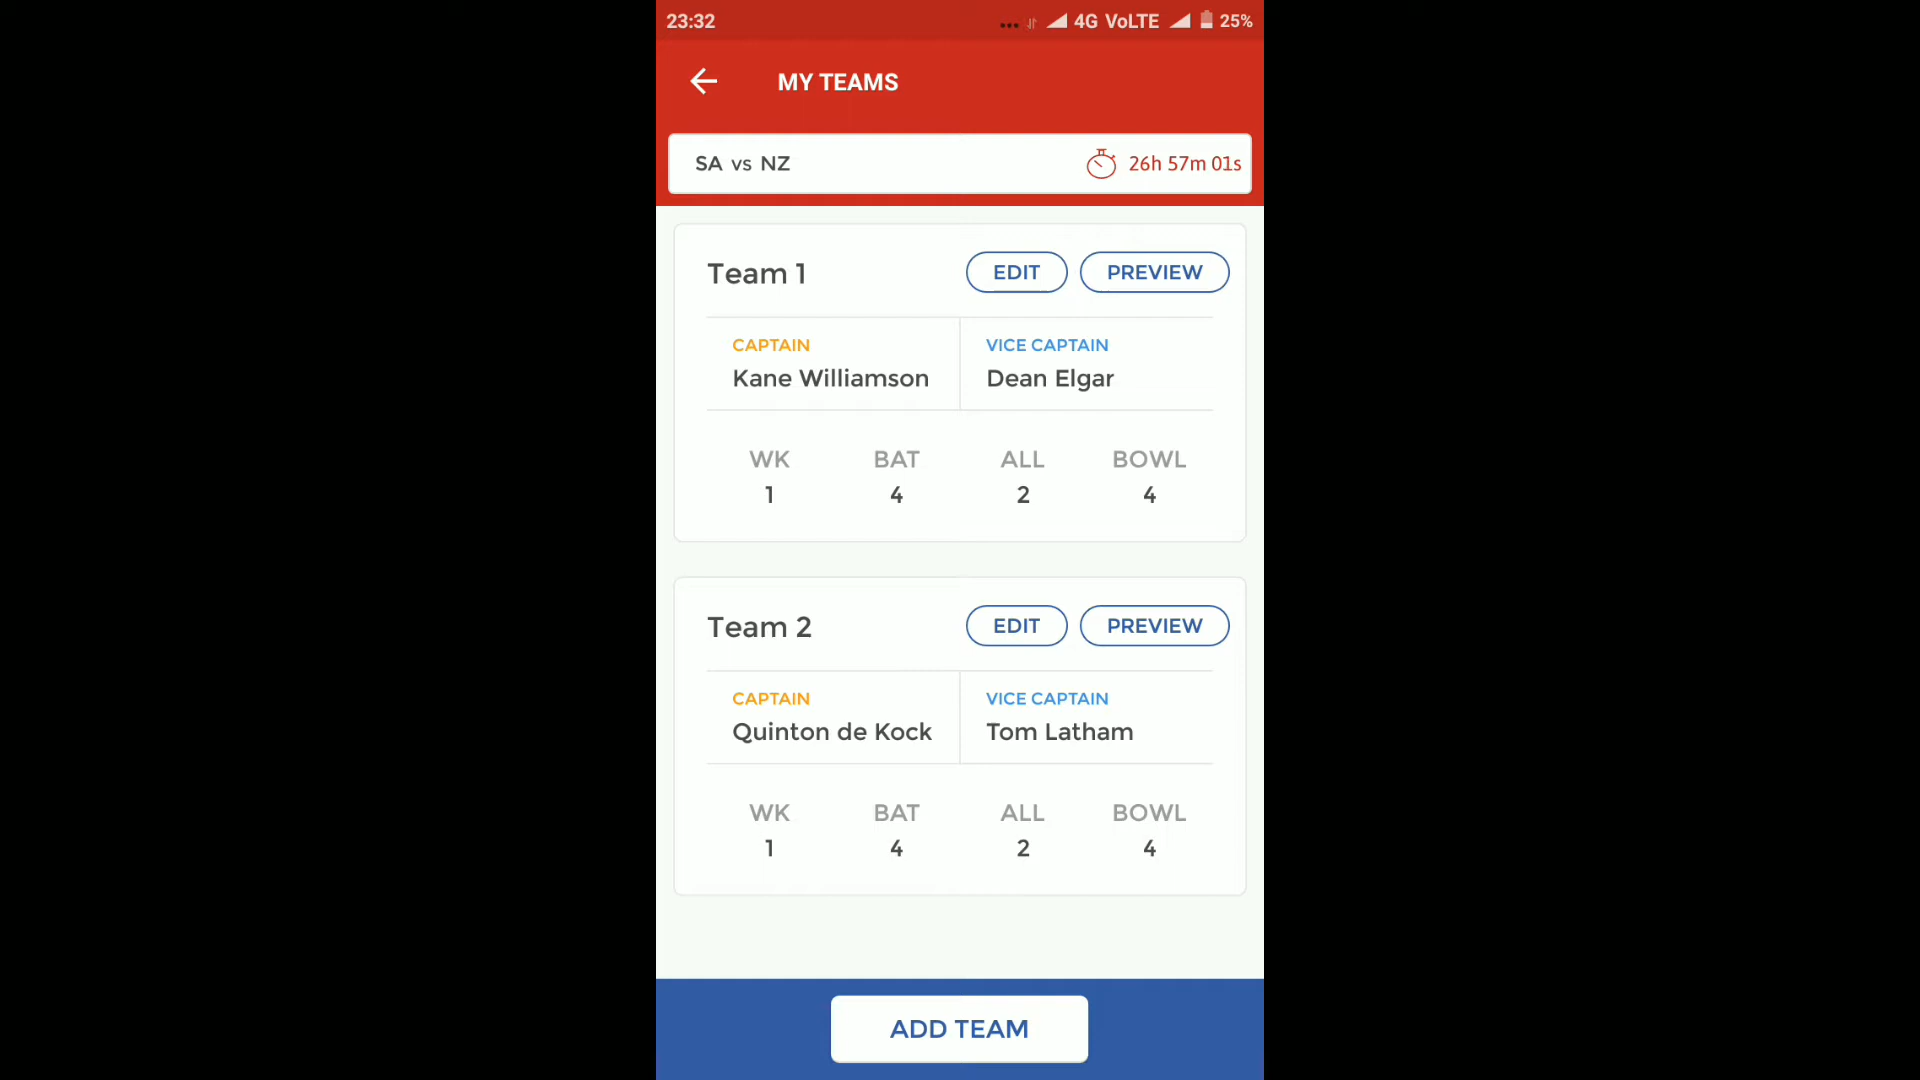 23:32 4G VoLTE 25%
MY TEAMS
SA vs NZ 26h 57m 01s
Team 1 EDIT PREVIEW
CAPTAIN VICE CAPTAIN
Kane Williamson Dean Elgar
WK BAT ALL BOWL
1 4 2 4
Team 2 EDIT PREVIEW
CAPTAIN VICE CAPTAIN
Quinton de Kock Tom Latham
WK BAT ALL BOWL
1 4 2 4
ADD TEAM